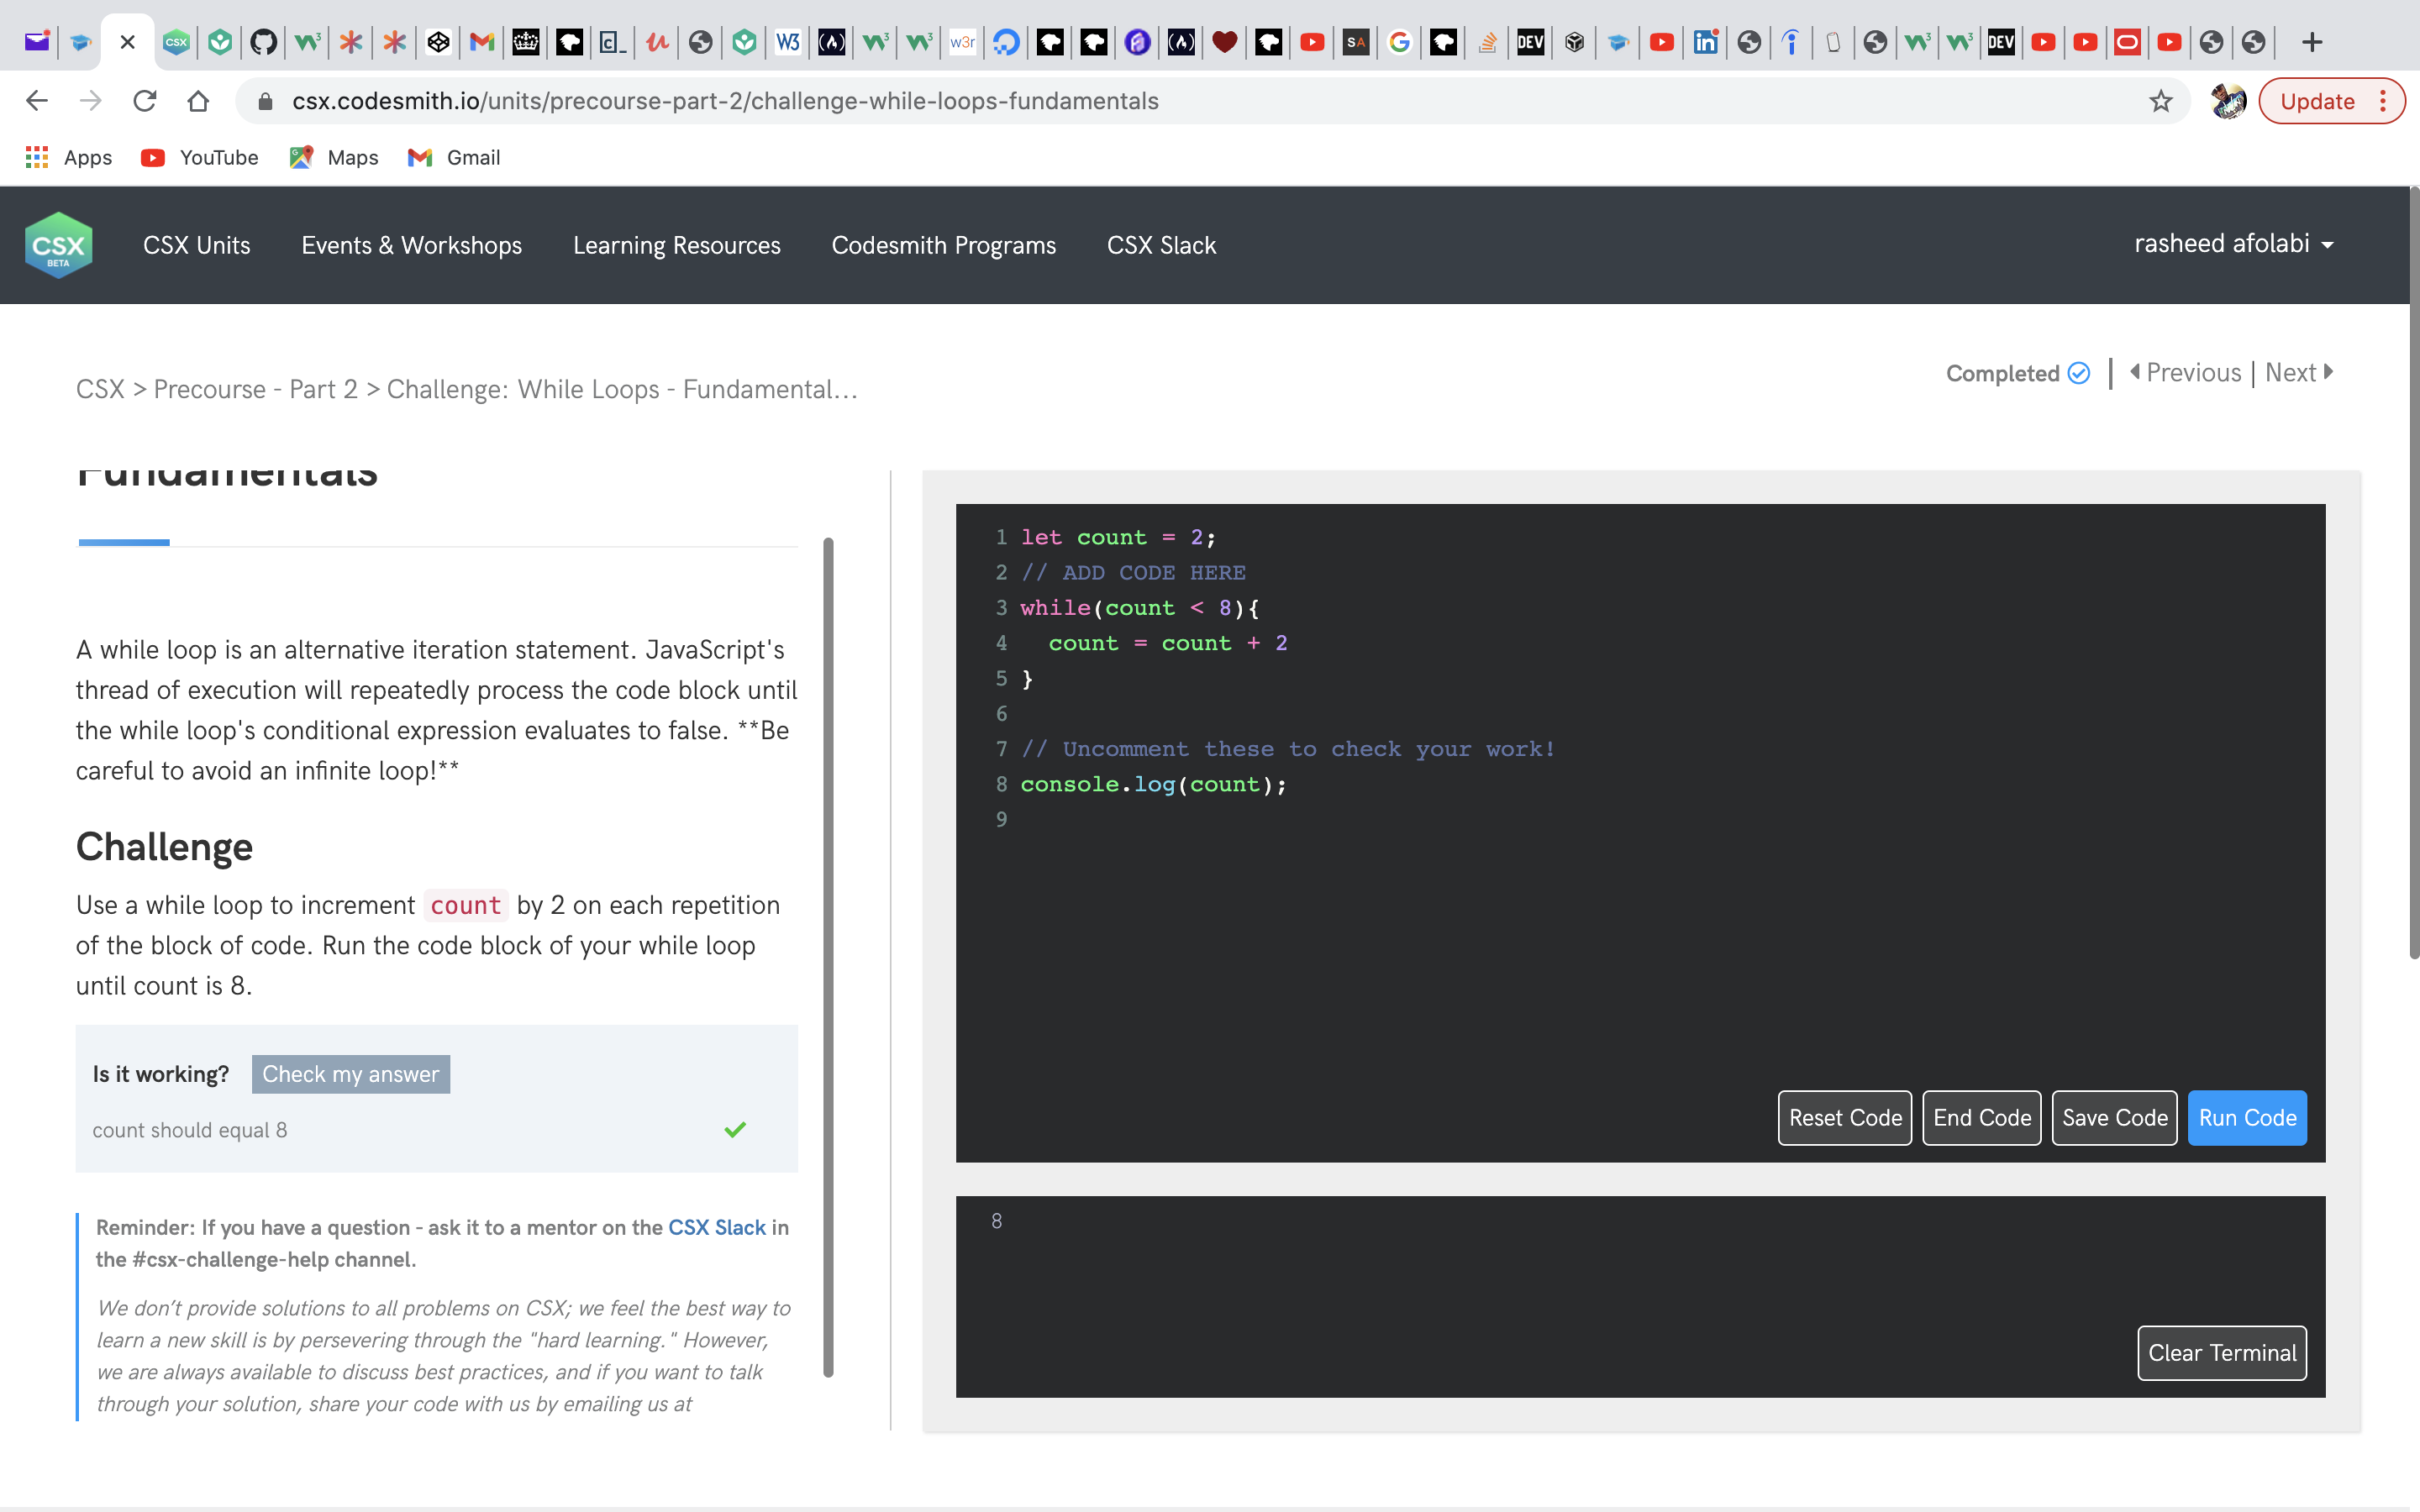 csx.codesmith.io/units/precourse-part-2/challenge-while-loops-fundamentals
Update
Apps
YouTube
Maps
Gmail
CSX
BETA
CSX Units
Events & Workshops
Learning Resources
Codesmith Programs
CSX Slack
rasheed afolabi
CSX > Precourse - Part 2 > Challenge: While Loops - Fundamental...
Completed
Previous | Next
Fundamentals
A while loop is an alternative iteration statement. JavaScript's
thread of execution will repeatedly process the code block until
the while loop's conditional expression evaluates to false. **Be
careful to avoid an infinite loop!**
Challenge
Use a while loop to increment count by 2 on each repetition
of the block of code. Run the code block of your while loop
until count is 8.
Is it working?
Check my answer
count should equal 8
Reminder: If you have a question - ask it to a mentor on the CSX Slack in
the #csx-challenge-help channel.
We don’t provide solutions to all problems on CSX; we feel the best way to
learn a new skill is by persevering through the "hard learning." However,
we are always available to discuss best practices, and if you want to talk
through your solution, share your code with us by emailing us at
1 let count = 2;
2 // ADD CODE HERE
3 while(count < 8){
4 count = count + 2
5 }
6
7 // Uncomment these to check your work!
8 console.log(count);
9
Reset Code
End Code
Save Code
Run Code
8
Clear Terminal